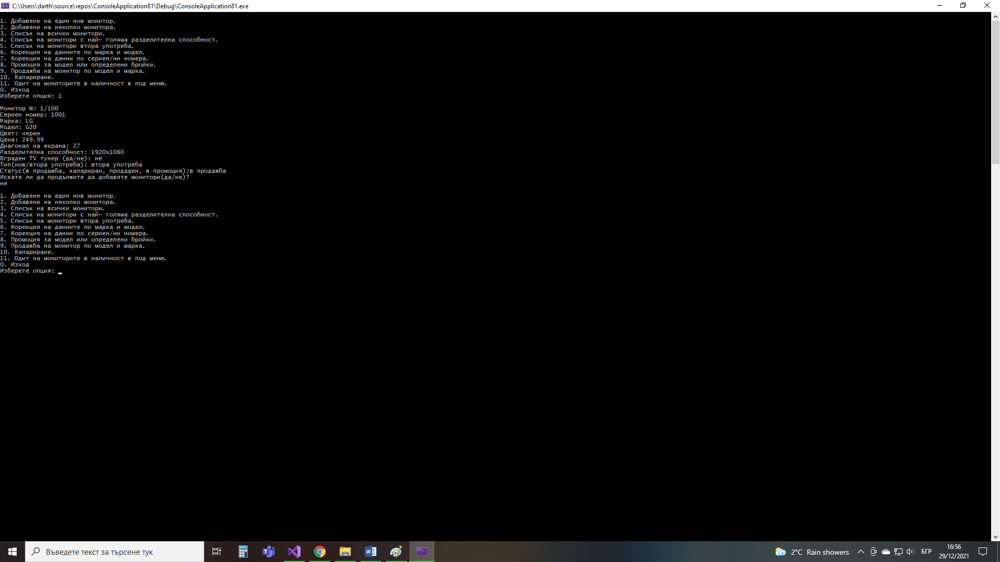 C:\Users\darth\source\repos\ConsoleApplication81\Debug\ConsoleApplication81.exe
1. Добавяне на един нов монитор.
2. Добавяне на няколко монитора.
3. Списък на всички монитори.
4. Списък на монитори с най- голяма разделителна способност.
5. Списък на монитори втора употреба.
6. Корекция на данните по марка и модел.
7. Корекция на данни по сериен/ни номера.
8. Промоция за модел или определени бройки.
9. Продажба на монитор по модел и марка.
10. Капариране.
11. Одит на мониторите в наличност в под меню.
0. Изход
Изберете опция: 1
Монитор №: 1/100
Сериен номер: 1001
Марка: LG
Модел: G20
Цвят: черен
Цена: 249.99
Диагонал на екрана: 27
Разделителна способност: 1920x1080
Вграден TV тунер (да/не): не
Тип(нов/втора употреба): втора употреба
Статус(в продажба, капариран, продаден, в промоция):в продажба
Искате ли да продължите да добавяте монитори(да/не)?
не
1. Добавяне на един нов монитор.
2. Добавяне на няколко монитора.
3. Списък на всички монитори.
4. Списък на монитори с най- голяма разделителна способност.
5. Списък на монитори втора употреба.
6. Корекция на данните по марка и модел.
7. Корекция на данни по сериен/ни номера.
8. Промоция за модел или определени бройки.
9. Продажба на монитор по модел и марка.
10. Капариране.
11. Одит на мониторите в наличност в под меню.
0. Изход
Изберете опция:
Въведете текст за търсене тук
2°C Rain showers
БГР
16:56
29/12/2021